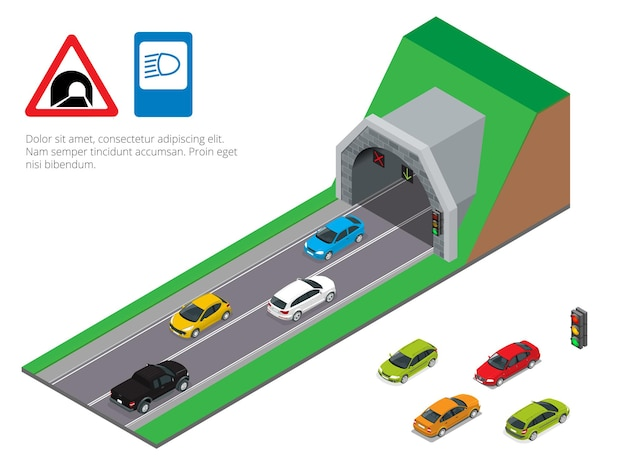 Dolor sit amet, consectetur adipiscing elit.
Nam semper tincidunt accumsan. Proin eget
nisi bibendum.